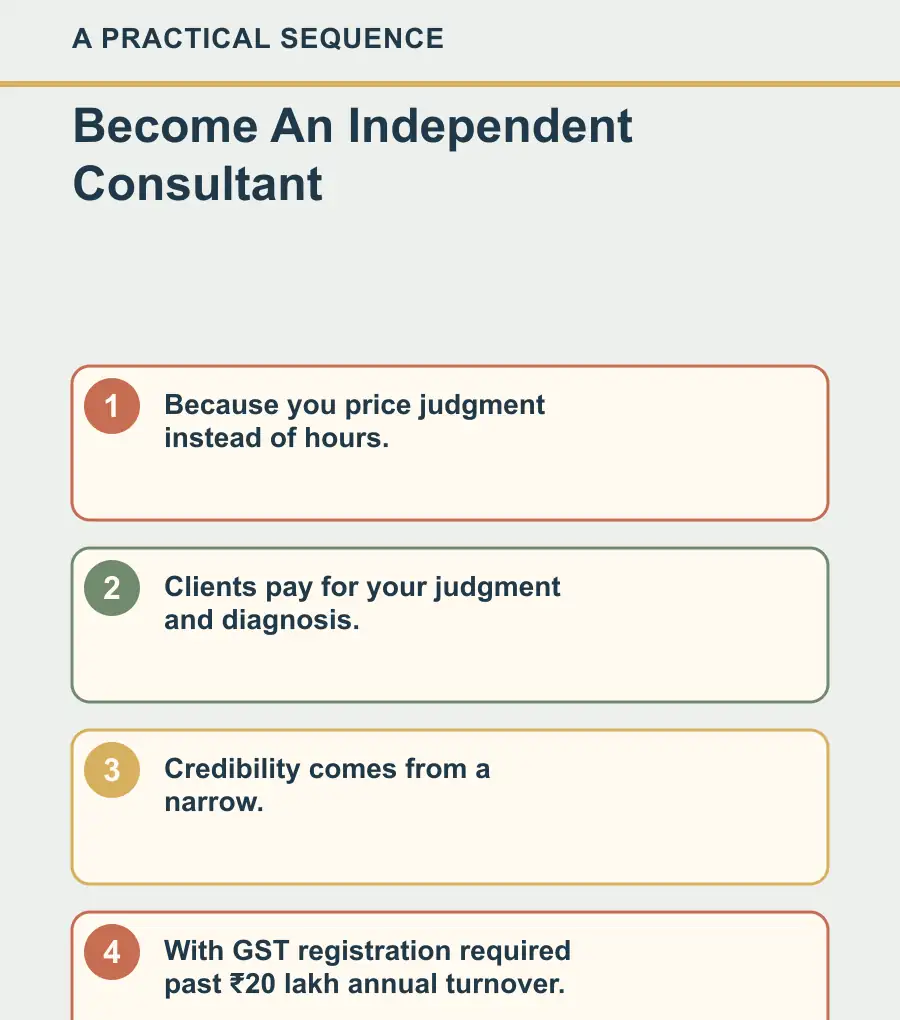 A PRACTICAL SEQUENCE
Become An Independent
Consultant
1
Because you price judgment
instead of hours.
2
Clients pay for your judgment
and diagnosis.
3
Credibility comes from a
narrow.
4
With GST registration required
past ₹20 lakh annual turnover.